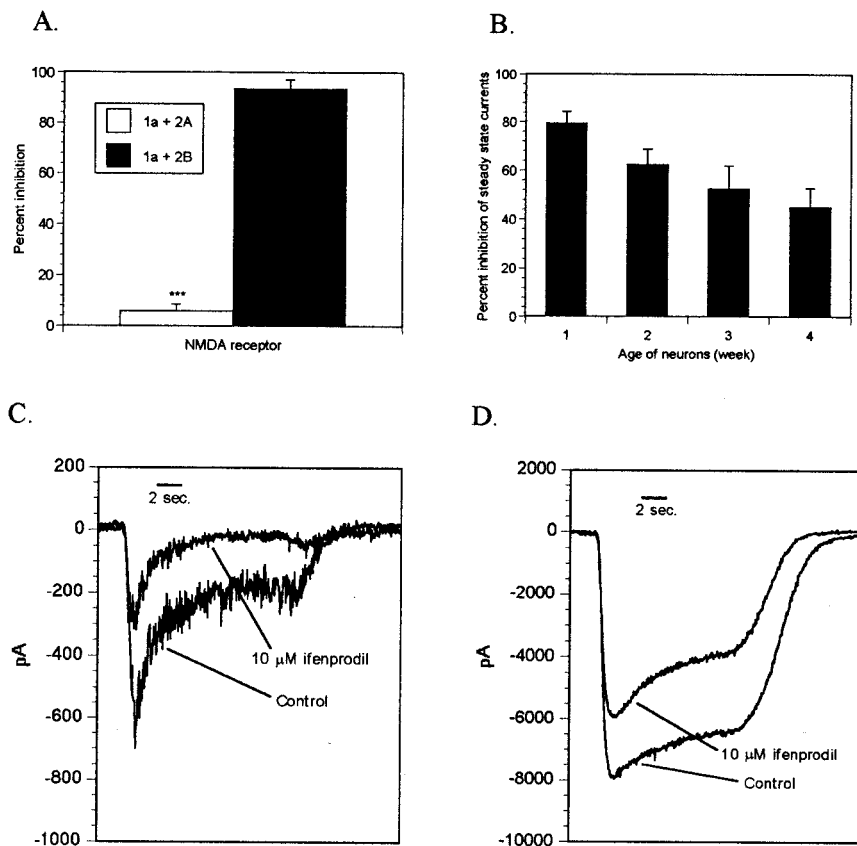 A.
100
80
60
40
20
0
Percent inhibition
1a + 2A
1a + 2B
***
NMDA receptor
B.
100
80
60
40
20
0
Percent inhibition of steady state currents
1
2
3
4
Age of neurons (week)
C.
200
0
-200
-400
-600
-800
-1000
pA
2 sec.
10 μM ifenprodil
Control
D.
2000
0
-2000
-4000
-6000
-8000
-10000
pA
2 sec.
10 μM ifenprodil
Control